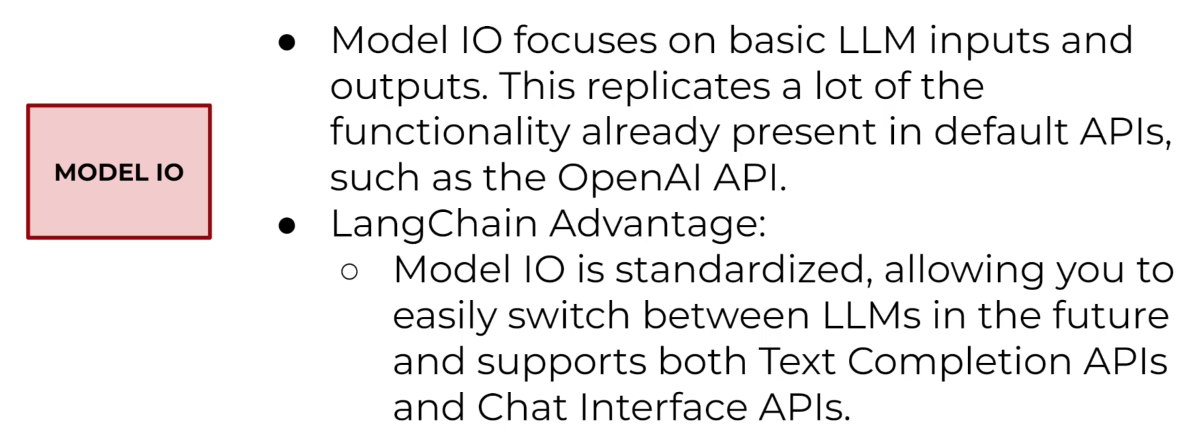 MODEL IO
● Model IO focuses on basic LLM inputs and
outputs. This replicates a lot of the
functionality already present in default APIs,
such as the OpenAI API.
● LangChain Advantage:
○ Model IO is standardized, allowing you to
easily switch between LLMs in the future
and supports both Text Completion APIs
and Chat Interface APIs.